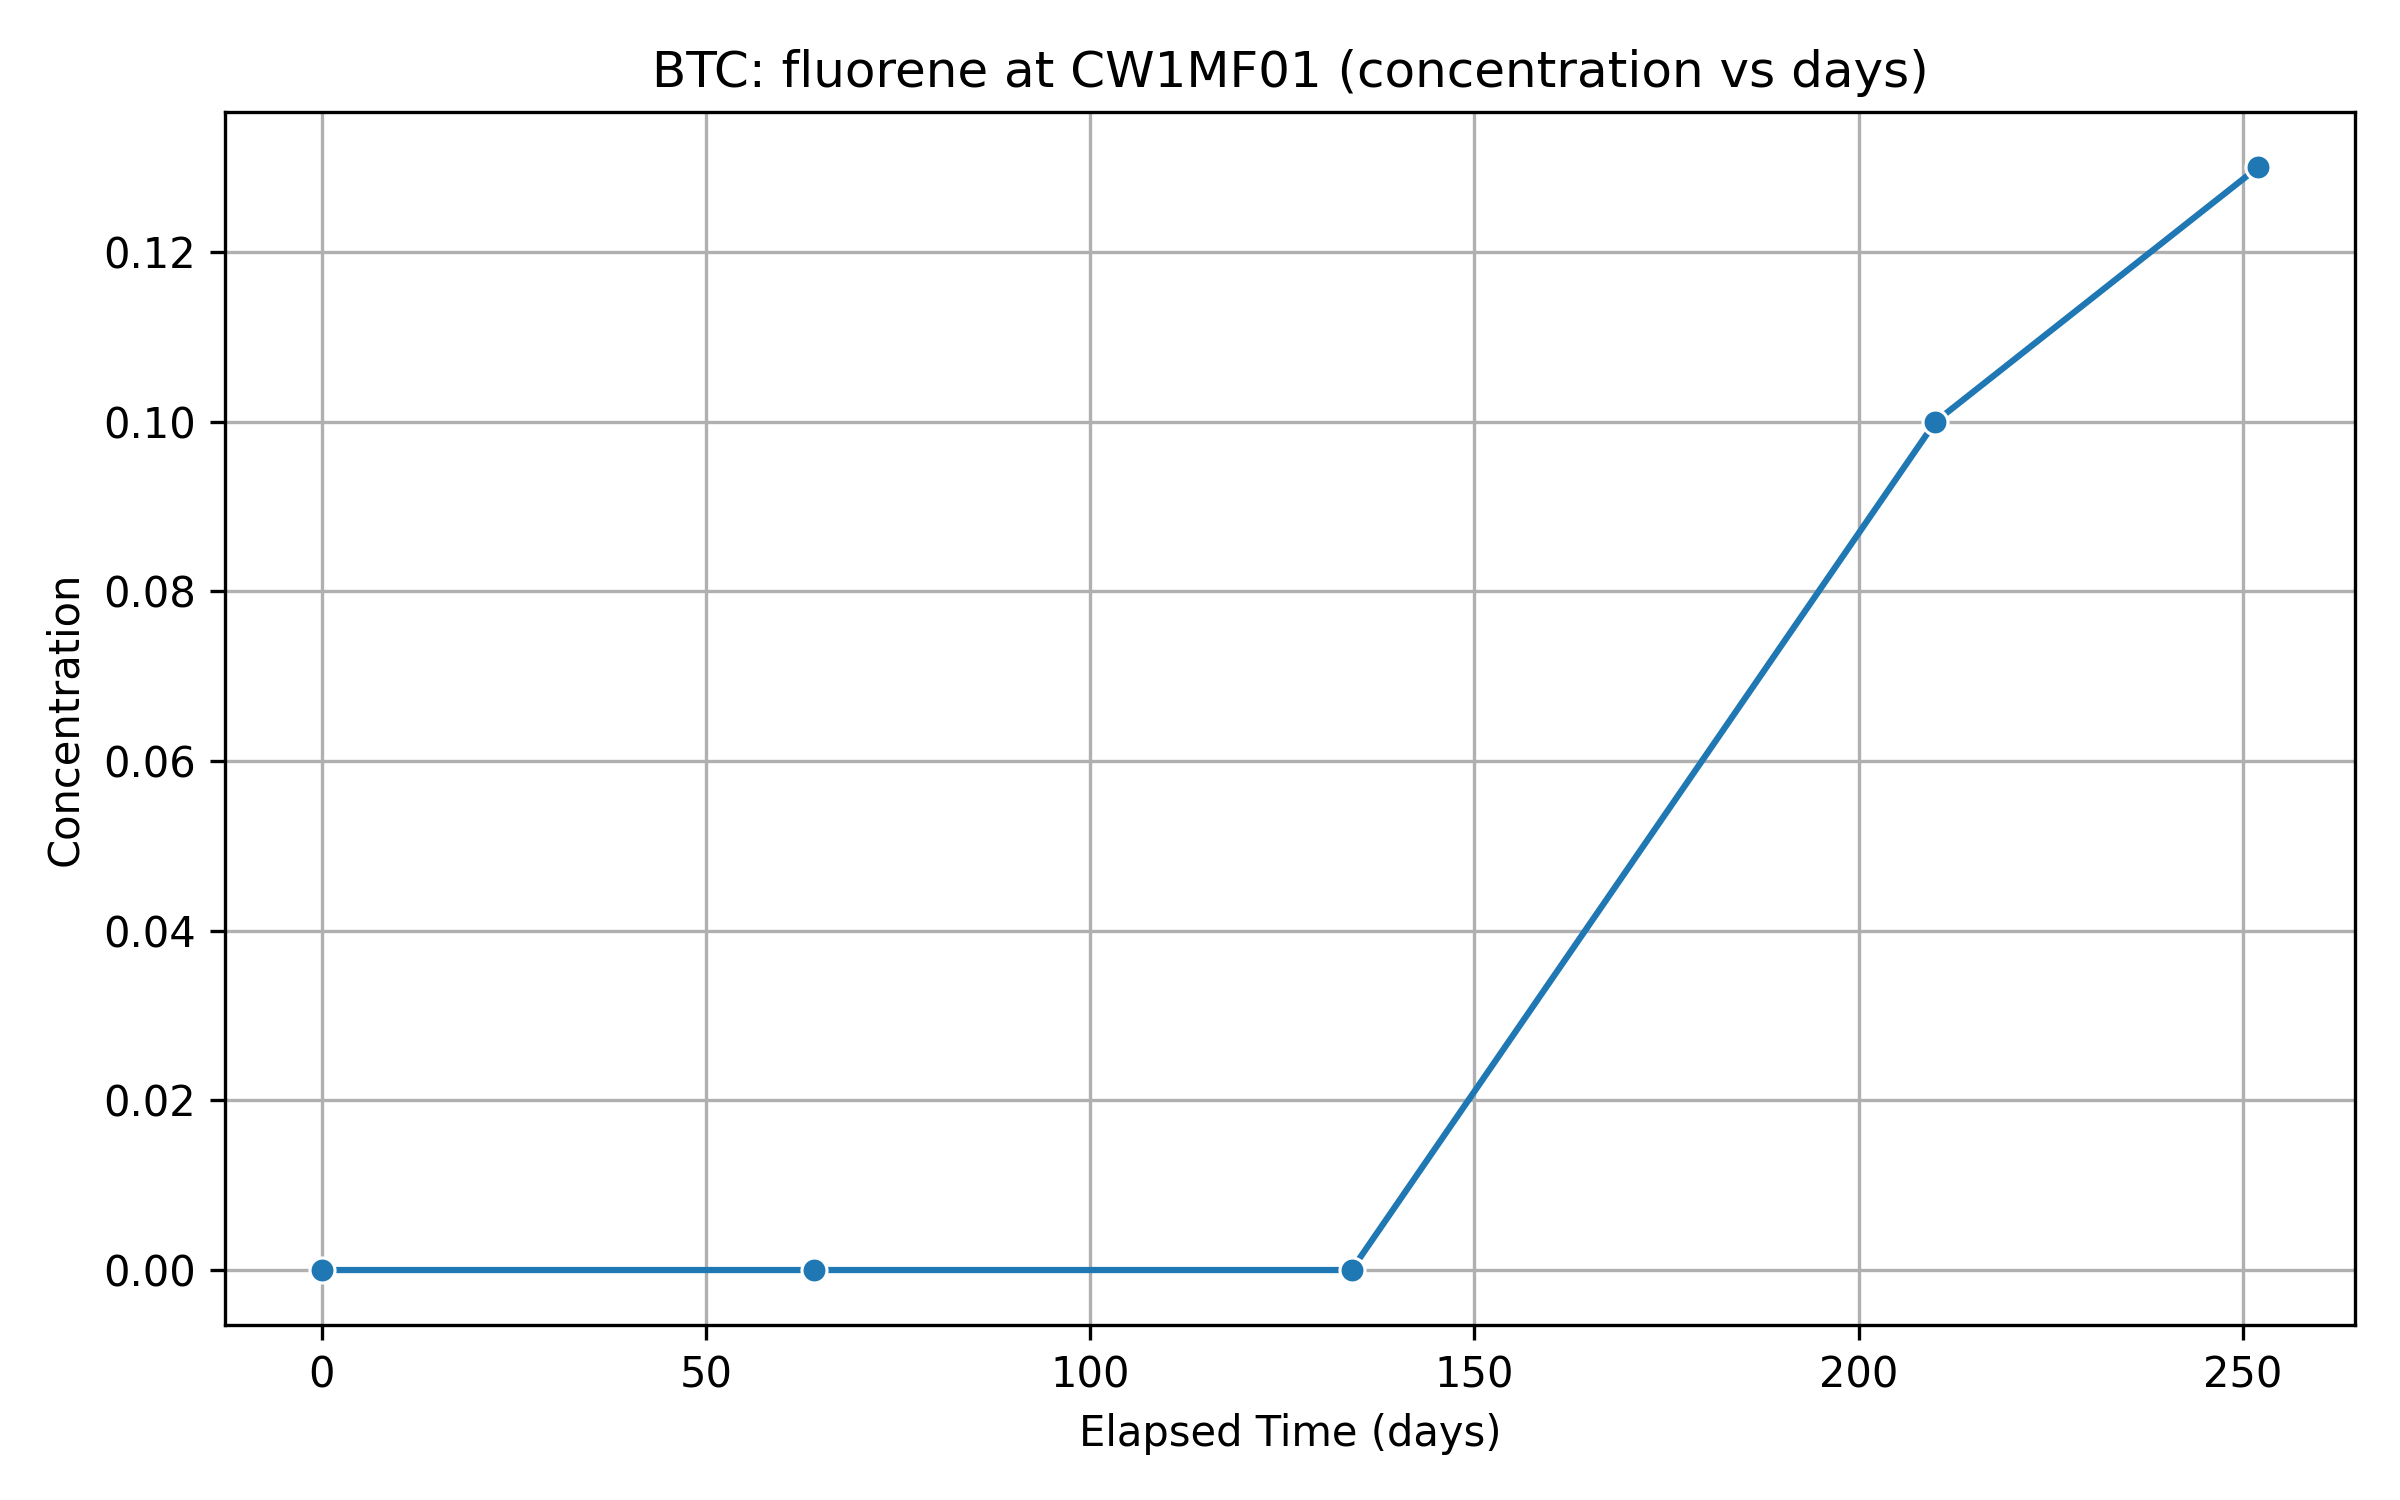 BTC: fluorene at CW1MF01 (concentration vs days)
0.12
0.10
0.08
0.06
0.04
0.02
0.00
Concentration
0 50 100 150 200 250
Elapsed Time (days)